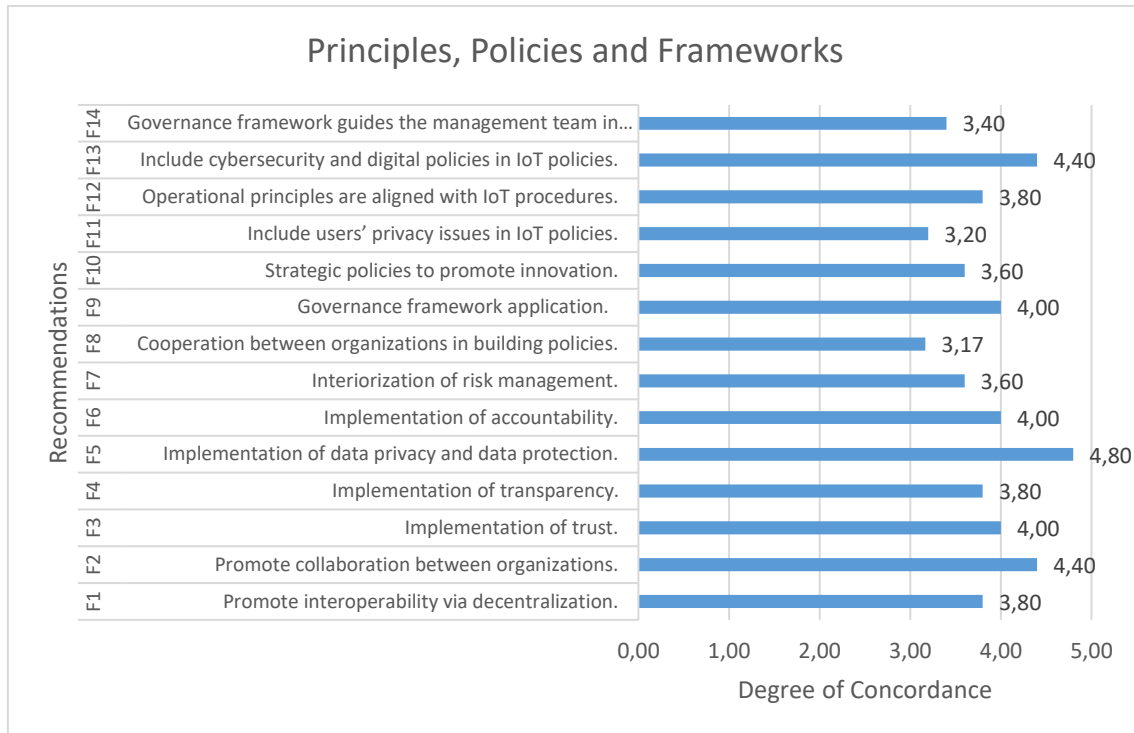 Principles, Policies and Frameworks
Recommendations
F14 Governance framework guides the management team in... 3,40
F13 Include cybersecurity and digital policies in IoT policies. 4,40
F12 Operational principles are aligned with IoT procedures. 3,80
F11 Include users’ privacy issues in IoT policies. 3,20
F10 Strategic policies to promote innovation. 3,60
F9 Governance framework application. 4,00
F8 Cooperation between organizations in building policies. 3,17
F7 Interiorization of risk management. 3,60
F6 Implementation of accountability. 4,00
F5 Implementation of data privacy and data protection. 4,80
F4 Implementation of transparency. 3,80
F3 Implementation of trust. 4,00
F2 Promote collaboration between organizations. 4,40
F1 Promote interoperability via decentralization. 3,80
0,00 1,00 2,00 3,00 4,00 5,00
Degree of Concordance